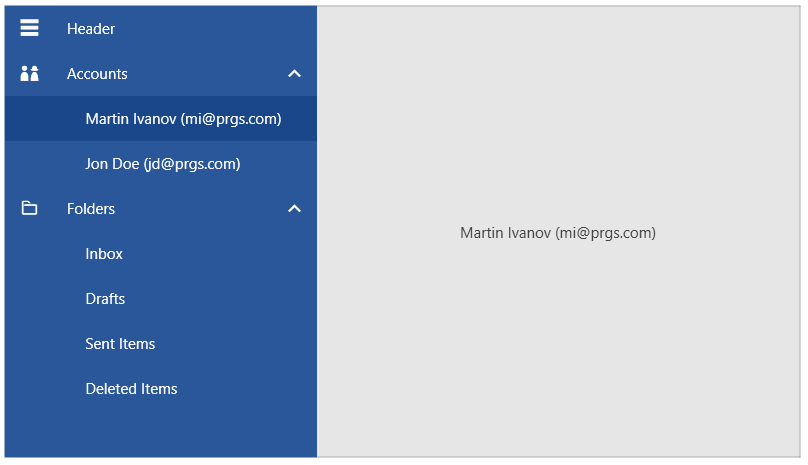 Header
Accounts
Martin Ivanov (mi@prgs.com)
Jon Doe (jd@prgs.com)
Folders
Inbox
Drafts
Sent Items
Deleted Items
Martin Ivanov (mi@prgs.com)